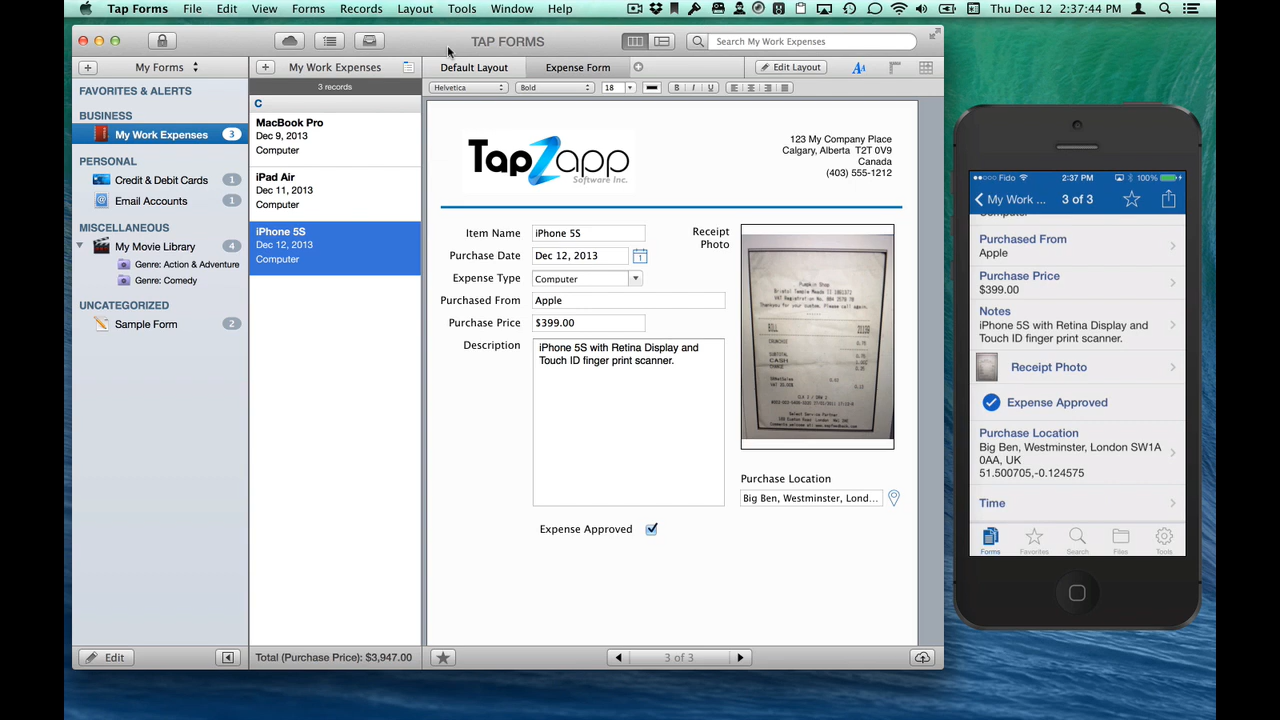 Tap Forms File Edit View Forms Records Layout Tools Window Help
Thu Dec 12 2:37:44 PM
TAP FORMS
Search My Work Expenses
My Forms
My Work Expenses
Default Layout
Expense Form
Edit Layout
3 records
Helvetica
Bold
18
B I U
FAVORITES & ALERTS
BUSINESS
My Work Expenses 3
PERSONAL
Credit & Debit Cards 1
Email Accounts 1
MISCELLANEOUS
My Movie Library 4
Genre: Action & Adventure
Genre: Comedy
UNCATEGORIZED
Sample Form 2
Edit
C
MacBook Pro
Dec 9, 2013
Computer
iPad Air
Dec 11, 2013
Computer
iPhone 5S
Dec 12, 2013
Computer
Total (Purchase Price): $3,947.00
TapZapp
Software Inc.
123 My Company Place
Calgary, Alberta T2T 0V9
Canada
(403) 555-1212
Item Name iPhone 5S
Purchase Date Dec 12, 2013
Expense Type Computer
Purchased From Apple
Purchase Price $399.00
Description
iPhone 5S with Retina Display and
Touch ID finger print scanner.
Expense Approved
Receipt
Photo
Pumpkin Shop
Bristol Temple Meads
BILL
CASH
Purchase Location
Big Ben, Westminster, Lond...
3 of 3
Fido 2:37 PM 100%
My Work ... 3 of 3
Computer
Purchased From
Apple
Purchase Price
$399.00
Notes
iPhone 5S with Retina Display and
Touch ID finger print scanner.
Receipt Photo
Expense Approved
Purchase Location
Big Ben, Westminster, London SW1A
0AA, UK
51.500705,-0.124575
Time
Forms Favorites Search Files Tools